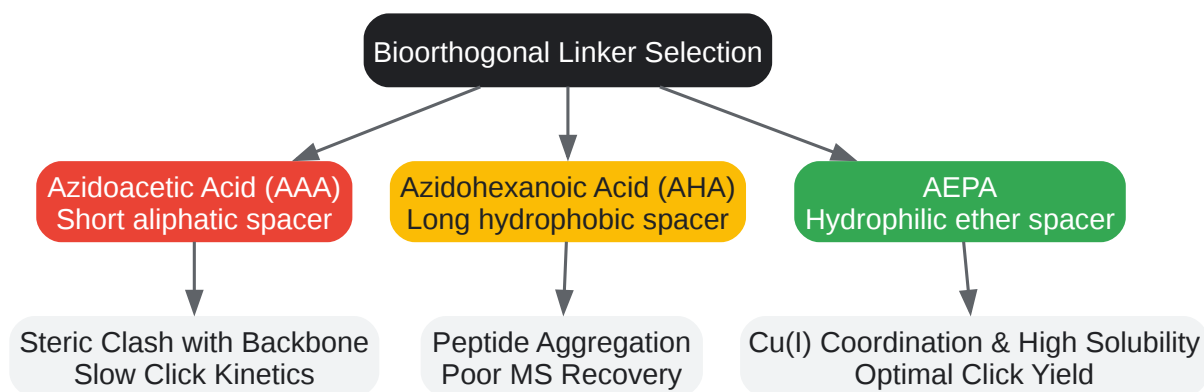 Bioorthogonal Linker Selection
Azidoacetic Acid (AAA)
Short aliphatic spacer
Azidohexanoic Acid (AHA)
Long hydrophobic spacer
AEPA
Hydrophilic ether spacer
Steric Clash with Backbone
Slow Click Kinetics
Peptide Aggregation
Poor MS Recovery
Cu(I) Coordination & High Solubility
Optimal Click Yield